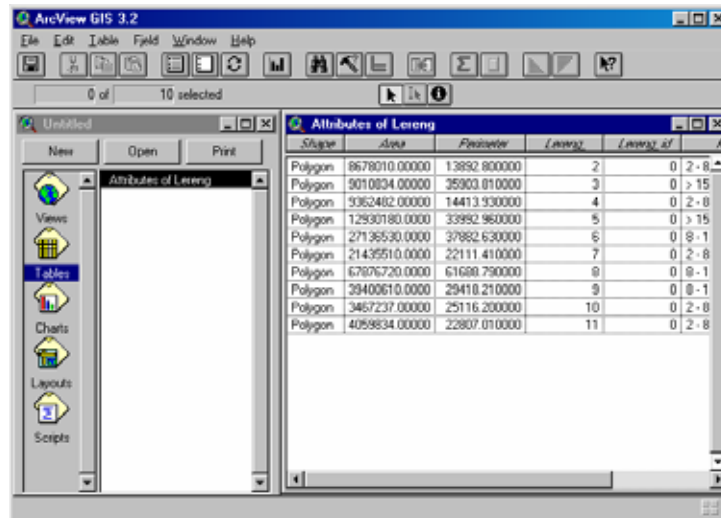 ArcView GIS 3.2
File Edit Table Field Window Help
0 of 10 selected
Untitled
New Open Print
Views
Tables
Charts
Layouts
Scripts
Attributes of Lereng
Attributes of Lereng
Shape Area Perimeter Lereng_ Lereng_id
Polygon 8678010.00000 13892.800000 2 0 2 - 8
Polygon 9010834.00000 35903.810000 3 0 > 15
Polygon 9362482.00000 14413.930000 4 0 2 - 8
Polygon 12930180.00000 33992.960000 5 0 > 15
Polygon 27136530.00000 37882.630000 6 0 8 - 1
Polygon 21435510.00000 22111.410000 7 0 2 - 8
Polygon 67876720.00000 61688.790000 8 0 8 - 1
Polygon 39400610.00000 29418.210000 9 0 8 - 1
Polygon 3467237.00000 25116.200000 10 0 2 - 8
Polygon 4059834.00000 22807.010000 11 0 2 - 8